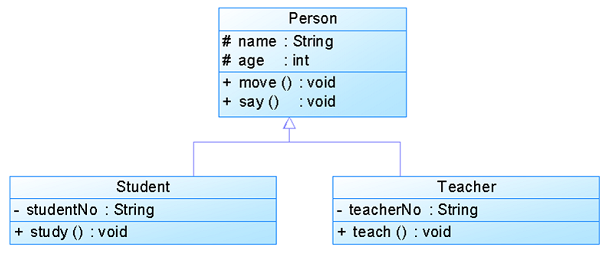 Person
# name : String
# age : int
+ move () : void
+ say () : void
Student
- studentNo : String
+ study () : void
Teacher
- teacherNo : String
+ teach () : void